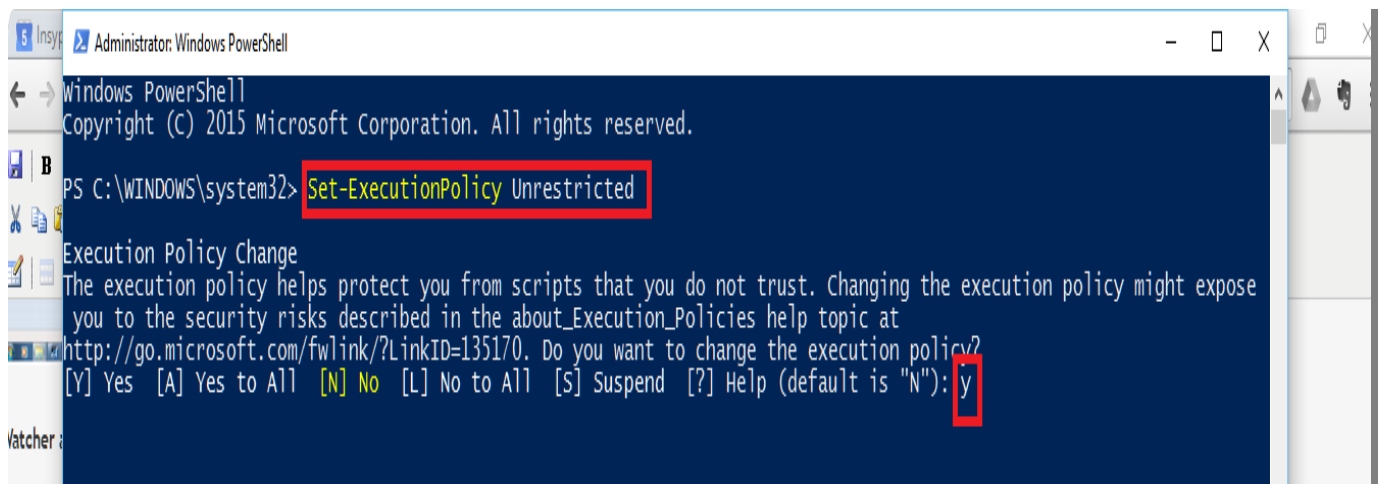 5 Insyp
Administrator: Windows PowerShell
Windows PowerShell
Copyright (C) 2015 Microsoft Corporation. All rights reserved.
B
PS C:\WINDOWS\system32> Set-ExecutionPolicy Unrestricted
Execution Policy Change
The execution policy helps protect you from scripts that you do not trust. Changing the execution policy might expose
you to the security risks described in the about_Execution_Policies help topic at
http://go.microsoft.com/fwlink/?LinkID=135170. Do you want to change the execution policy?
[Y] Yes  [A] Yes to All  [N] No  [L] No to All  [S] Suspend  [?] Help (default is "N"): y